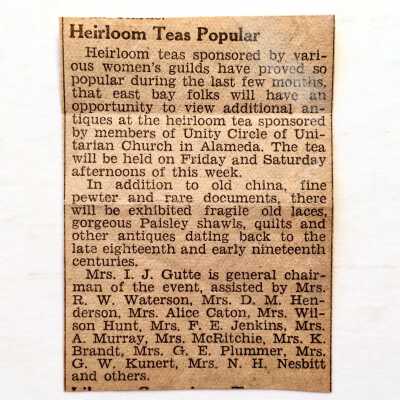 Heirloom Teas Popular
Heirloom teas sponsored by vari-
ous women's guilds have proved so
popular during the last few months,
that east bay folks will have an
opportunity to view additional an-
tiques at the heirloom tea sponsored
by members of Unity Circle of Uni-
tarian Church in Alameda. The tea
will be held on Friday and Saturday
afternoons of this week.
In addition to old china, fine
pewter and rare documents, there
will be exhibited fragile old laces,
gorgeous Paisley shawls, quilts and
other antiques dating back to the
late eighteenth and early nineteenth
centuries.
Mrs. I. J. Gutte is general chair-
man of the event, assisted by Mrs.
R. W. Waterson, Mrs. D. M. Hen-
derson, Mrs. Alice Caton, Mrs. Wil-
son Hunt, Mrs. F. E. Jenkins, Mrs.
A. Murray, Mrs. McRitchie, Mrs. K.
Brandt, Mrs. G. E. Plummer, Mrs.
G. W. Kunert, Mrs. N. H. Nesbitt
and others.